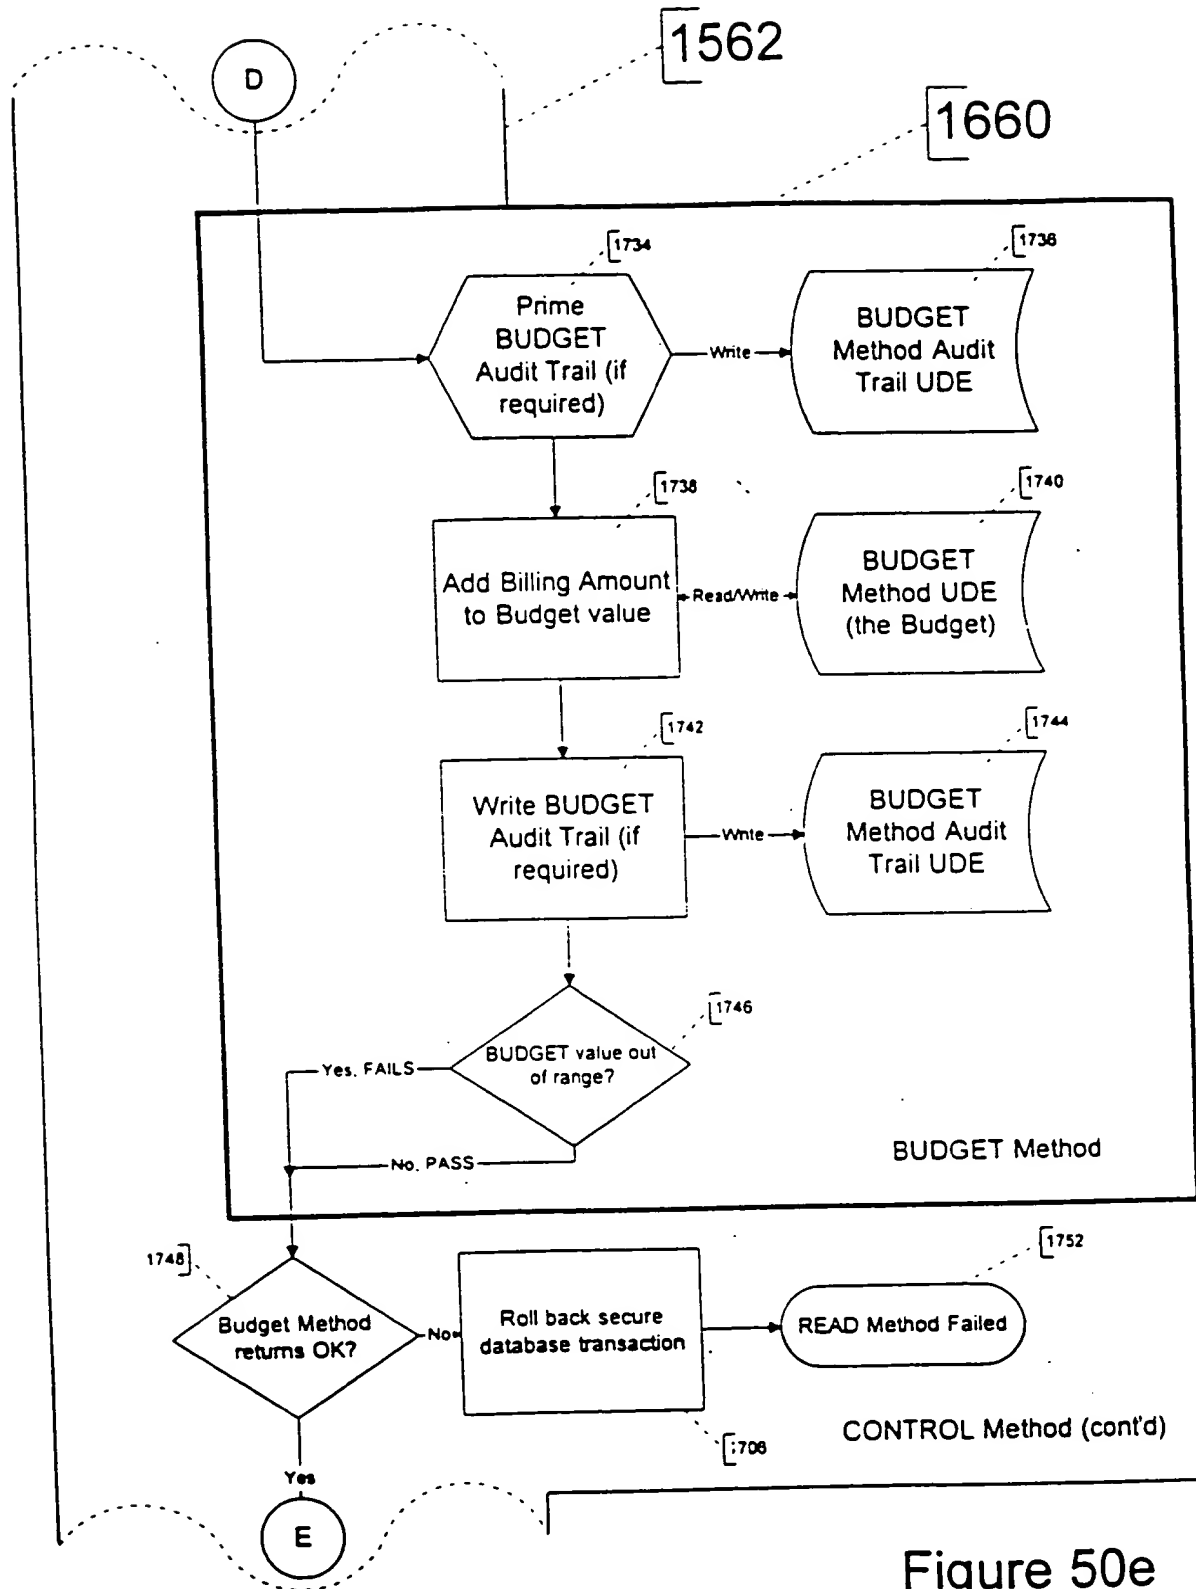 1562
D
1660
1734
1736
Prime
BUDGET
Audit Trail (if
required)
Write
BUDGET
Method Audit
Trail UDE
1738
1740
Add Billing Amount
to Budget value
Read/Write
BUDGET
Method UDE
(the Budget)
1742
1744
Write BUDGET
Audit Trail (if
required)
Write
BUDGET
Method Audit
Trail UDE
1746
BUDGET value out
of range?
Yes, FAILS
No, PASS
BUDGET Method
1748
1752
Budget Method
returns OK?
No
Roll back secure
database transaction
READ Method Failed
1706
CONTROL Method (cont'd)
Yes
E
Figure 50e